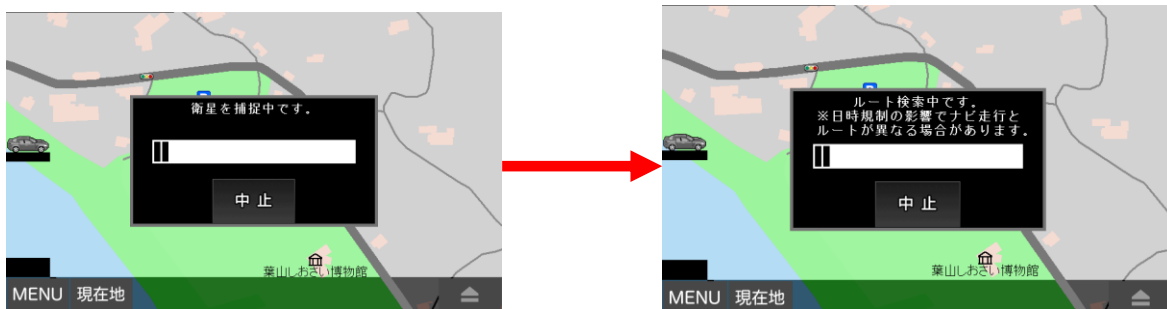 衛星を捕捉中です。
中止
葉山しおさい博物館
MENU 現在地
ルート検索中です。
※日時規制の影響でナビ走行と
ルートが異なる場合があります。
中止
葉山しおさい博物館
MENU 現在地